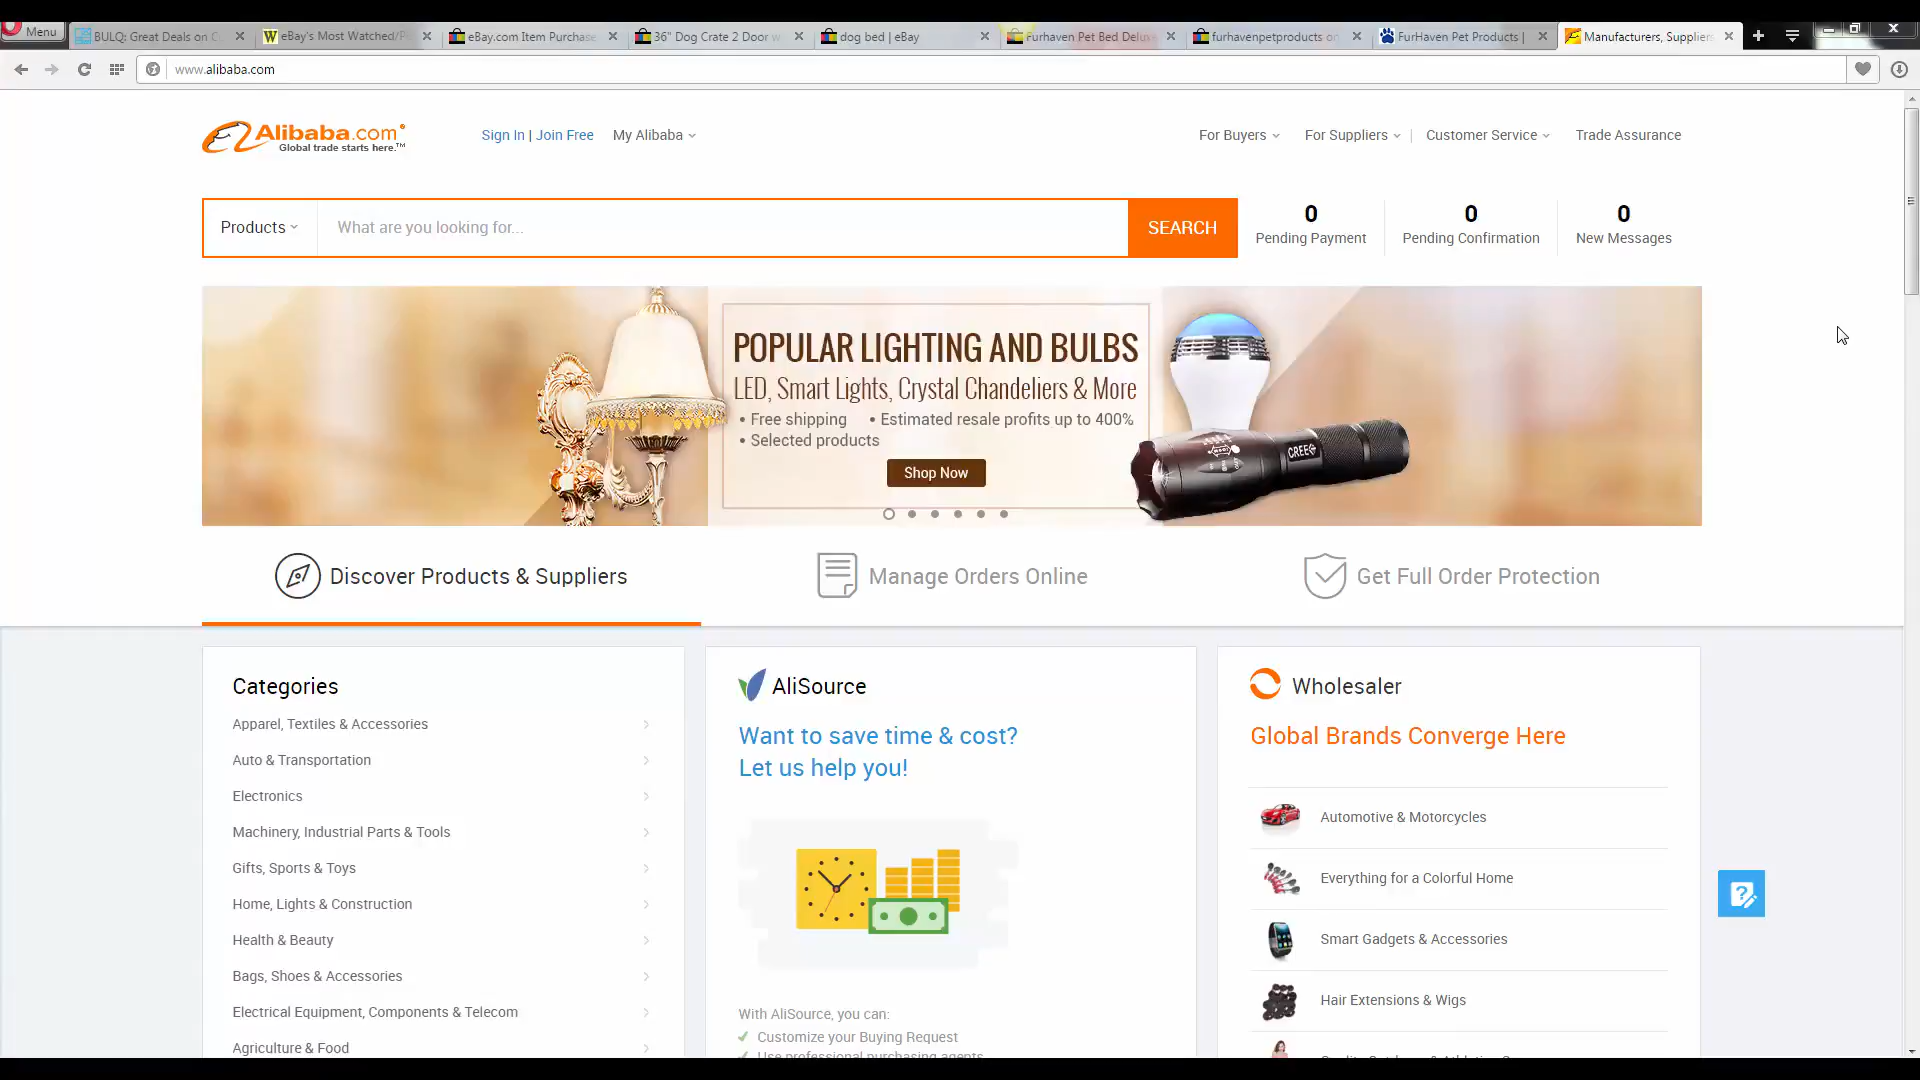 Menu
BULQ: Great Deals on
eBay's Most Watched/P
eBay.com Item Purchase
36" Dog Crate 2 Door w
dog bed | eBay
Furhaven Pet Bed Delux
furhavenpetproducts on
FurHaven Pet Products |
Manufacturers, Suppliers
www.alibaba.com
Alibaba.com
Global trade starts here.™
Sign In | Join Free
My Alibaba
For Buyers
For Suppliers
Customer Service
Trade Assurance
Products
What are you looking for...
SEARCH
0
Pending Payment
0
Pending Confirmation
0
New Messages
POPULAR LIGHTING AND BULBS
LED, Smart Lights, Crystal Chandeliers & More
• Free shipping • Estimated resale profits up to 400%
• Selected products
Shop Now
CREE
Discover Products & Suppliers
Manage Orders Online
Get Full Order Protection
Categories
Apparel, Textiles & Accessories
Auto & Transportation
Electronics
Machinery, Industrial Parts & Tools
Gifts, Sports & Toys
Home, Lights & Construction
Health & Beauty
Bags, Shoes & Accessories
Electrical Equipment, Components & Telecom
Agriculture & Food
AliSource
Want to save time & cost?
Let us help you!
With AliSource, you can:
Customize your Buying Request
Use professional purchasing agents
Wholesaler
Global Brands Converge Here
Automotive & Motorcycles
Everything for a Colorful Home
Smart Gadgets & Accessories
Hair Extensions & Wigs